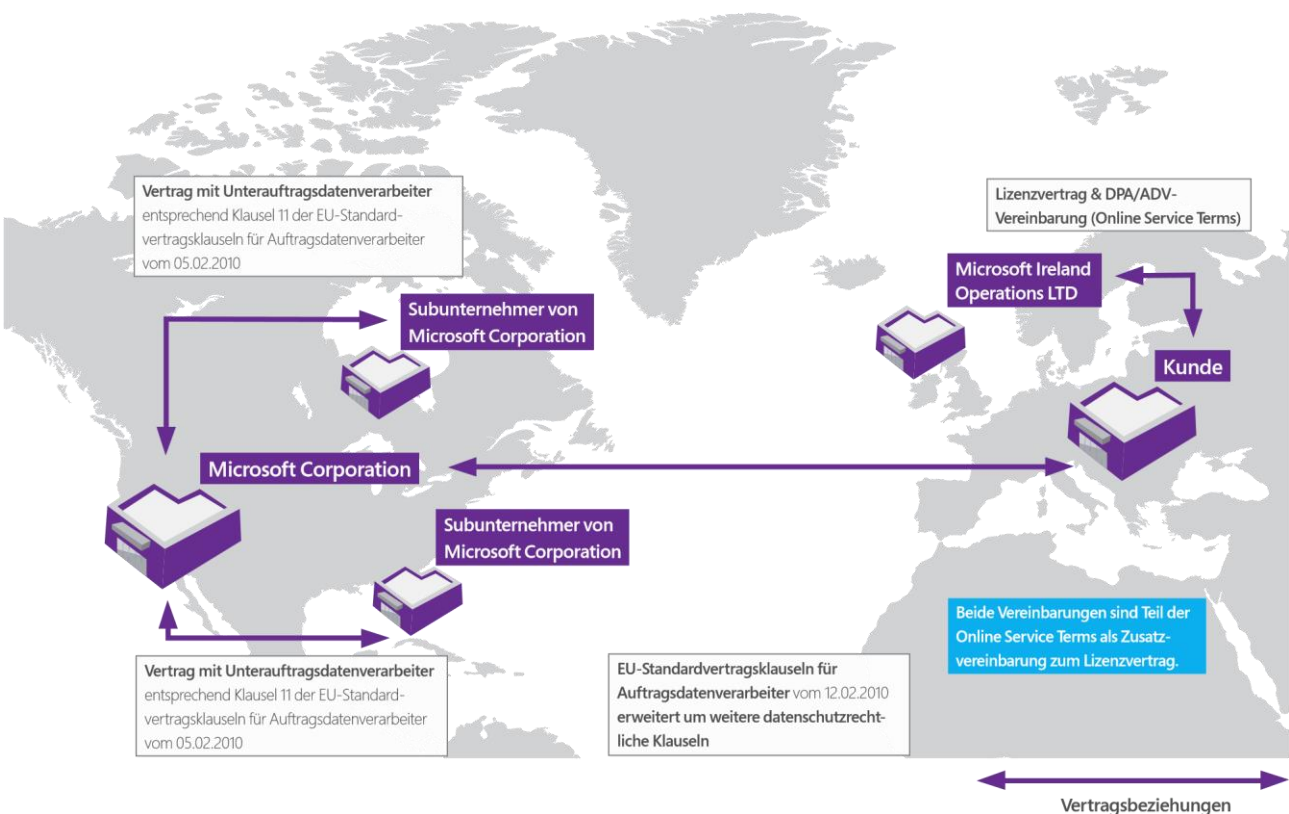 Vertrag mit Unterauftragsdatenverarbeiter
entsprechend Klausel 11 der EU-Standard-
vertragsklauseln für Auftragsdatenverarbeiter
vom 05.02.2010
Lizenzvertrag & DPA/ADV-
Vereinbarung (Online Service Terms)
Microsoft Ireland
Operations LTD
Subunternehmer von
Microsoft Corporation
Kunde
Microsoft Corporation
Subunternehmer von
Microsoft Corporation
Beide Vereinbarungen sind Teil der
Online Service Terms als Zusatz-
vereinbarung zum Lizenzvertrag.
Vertrag mit Unterauftragsdatenverarbeiter
entsprechend Klausel 11 der EU-Standard-
vertragsklauseln für Auftragsdatenverarbeiter
vom 05.02.2010
EU-Standardvertragsklauseln für
Auftragsdatenverarbeiter vom 12.02.2010
erweitert um weitere datenschutzrecht-
liche Klauseln
Vertragsbeziehungen